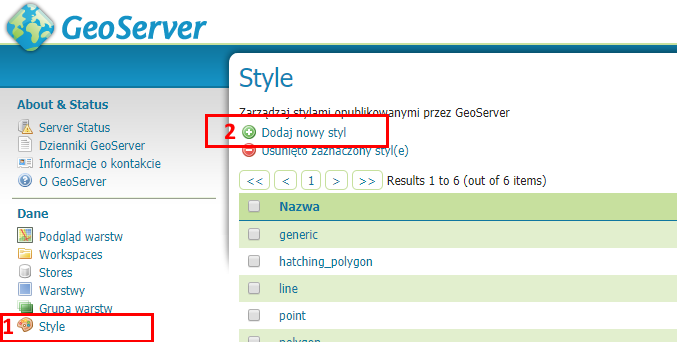 GeoServer
About & Status
Server Status
Dzienniki GeoServer
Informacje o kontakcie
O GeoServer
Dane
Podgląd warstw
Workspaces
Stores
Warstwy
Grupa warstw
1 Style
Style
Zarządzaj stylami opublikowanymi przez GeoServer
2 Dodaj nowy styl
Usunięto zaznaczony styl(e)
<< < 1 > >> Results 1 to 6 (out of 6 items)
Nazwa
generic
hatching_polygon
line
point
polygon